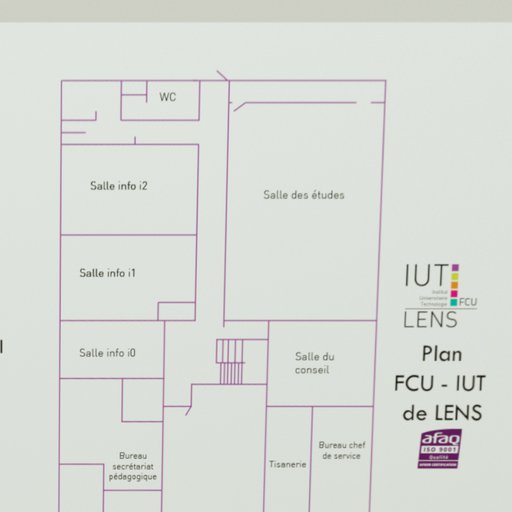 WC
Salle info i2
Salle des études
Salle info i1
IUT
Institut
Universitaire
Technologie
FCU
LENS
Salle info i0
Salle du
conseil
Plan
FCU - IUT
de LENS
afaq
ISO 9001
Qualité
AFNOR CERTIFICATION
Bureau
secrétariat
pédagogique
Tisanerie
Bureau chef
de service